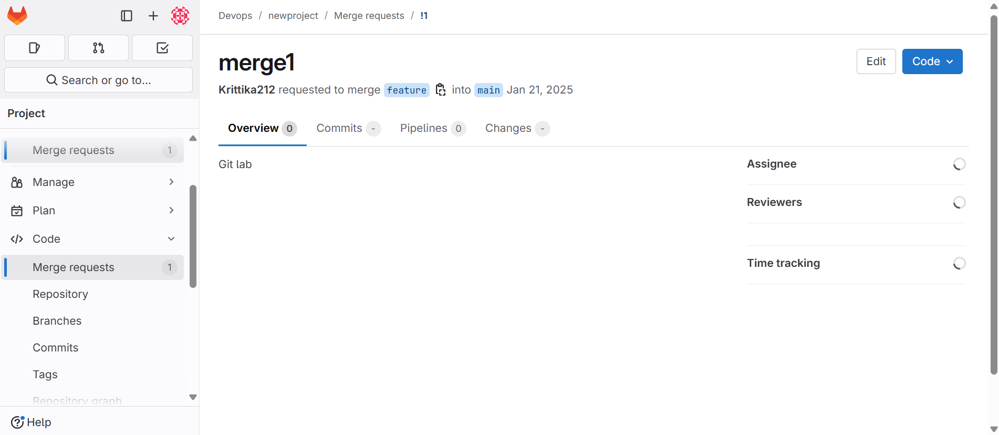 Devops / newproject / Merge requests / !1
Search or go to...
Project
Merge requests 1
Manage
Plan
Code
Merge requests 1
Repository
Branches
Commits
Tags
Repository graph
Help
merge1
Edit
Code
Krittika212 requested to merge feature into main Jan 21, 2025
Overview 0 Commits - Pipelines 0 Changes -
Git lab
Assignee
Reviewers
Time tracking